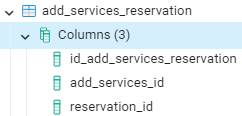 add_services_reservation
Columns (3)
id_add_services_reservation
add_services_id
reservation_id